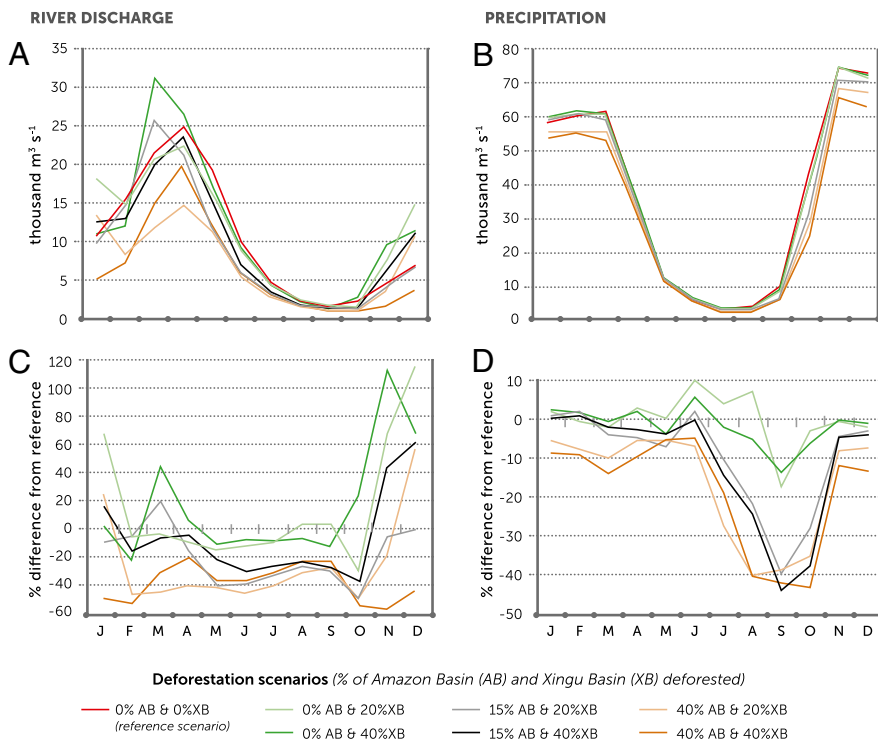 RIVER DISCHARGE
PRECIPITATION
A
thousand m³ s⁻¹
35
30
25
20
15
10
5
0
B
thousand m³ s⁻¹
80
70
60
50
40
30
20
10
0
C
% difference from reference
120
100
80
60
40
20
0
-20
-40
-60
J F M A M J J A S O N D
D
% difference from reference
10
0
-10
-20
-30
-40
-50
J F M A M J J A S O N D
Deforestation scenarios (% of Amazon Basin (AB) and Xingu Basin (XB) deforested)
0% AB & 0%XB
(reference scenario)
0% AB & 20%XB
0% AB & 40%XB
15% AB & 20%XB
15% AB & 40%XB
40% AB & 20%XB
40% AB & 40%XB